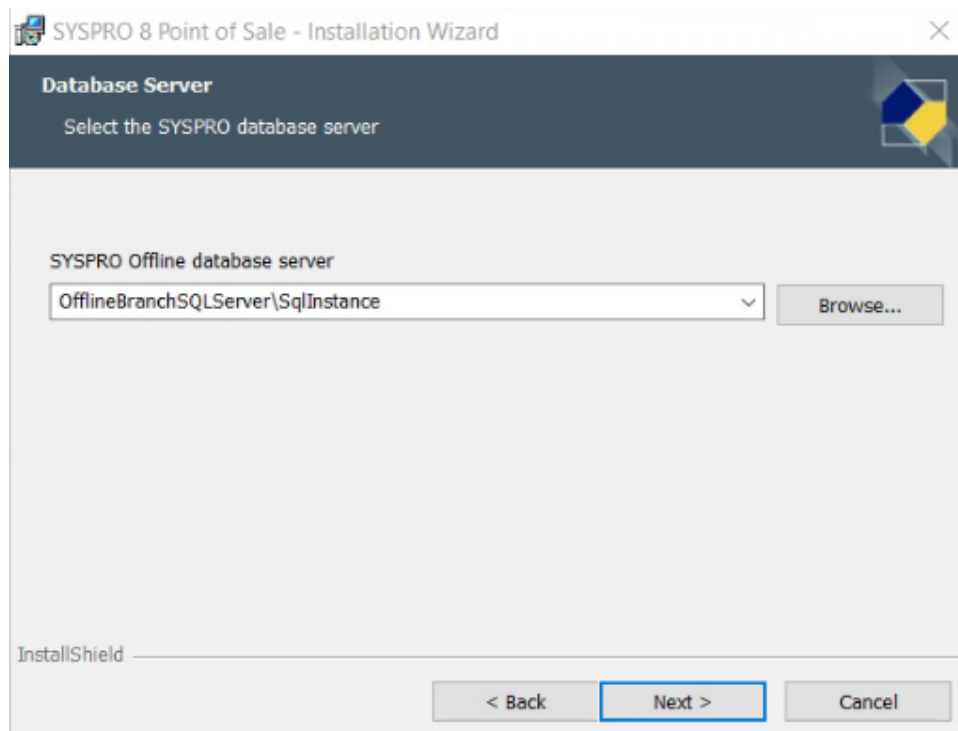 SYSPRO 8 Point of Sale - Installation Wizard
Database Server
Select the SYSPRO database server
SYSPRO Offline database server
OfflineBranchSQLServer\SqlInstance
Browse...
InstallShield
< Back
Next >
Cancel